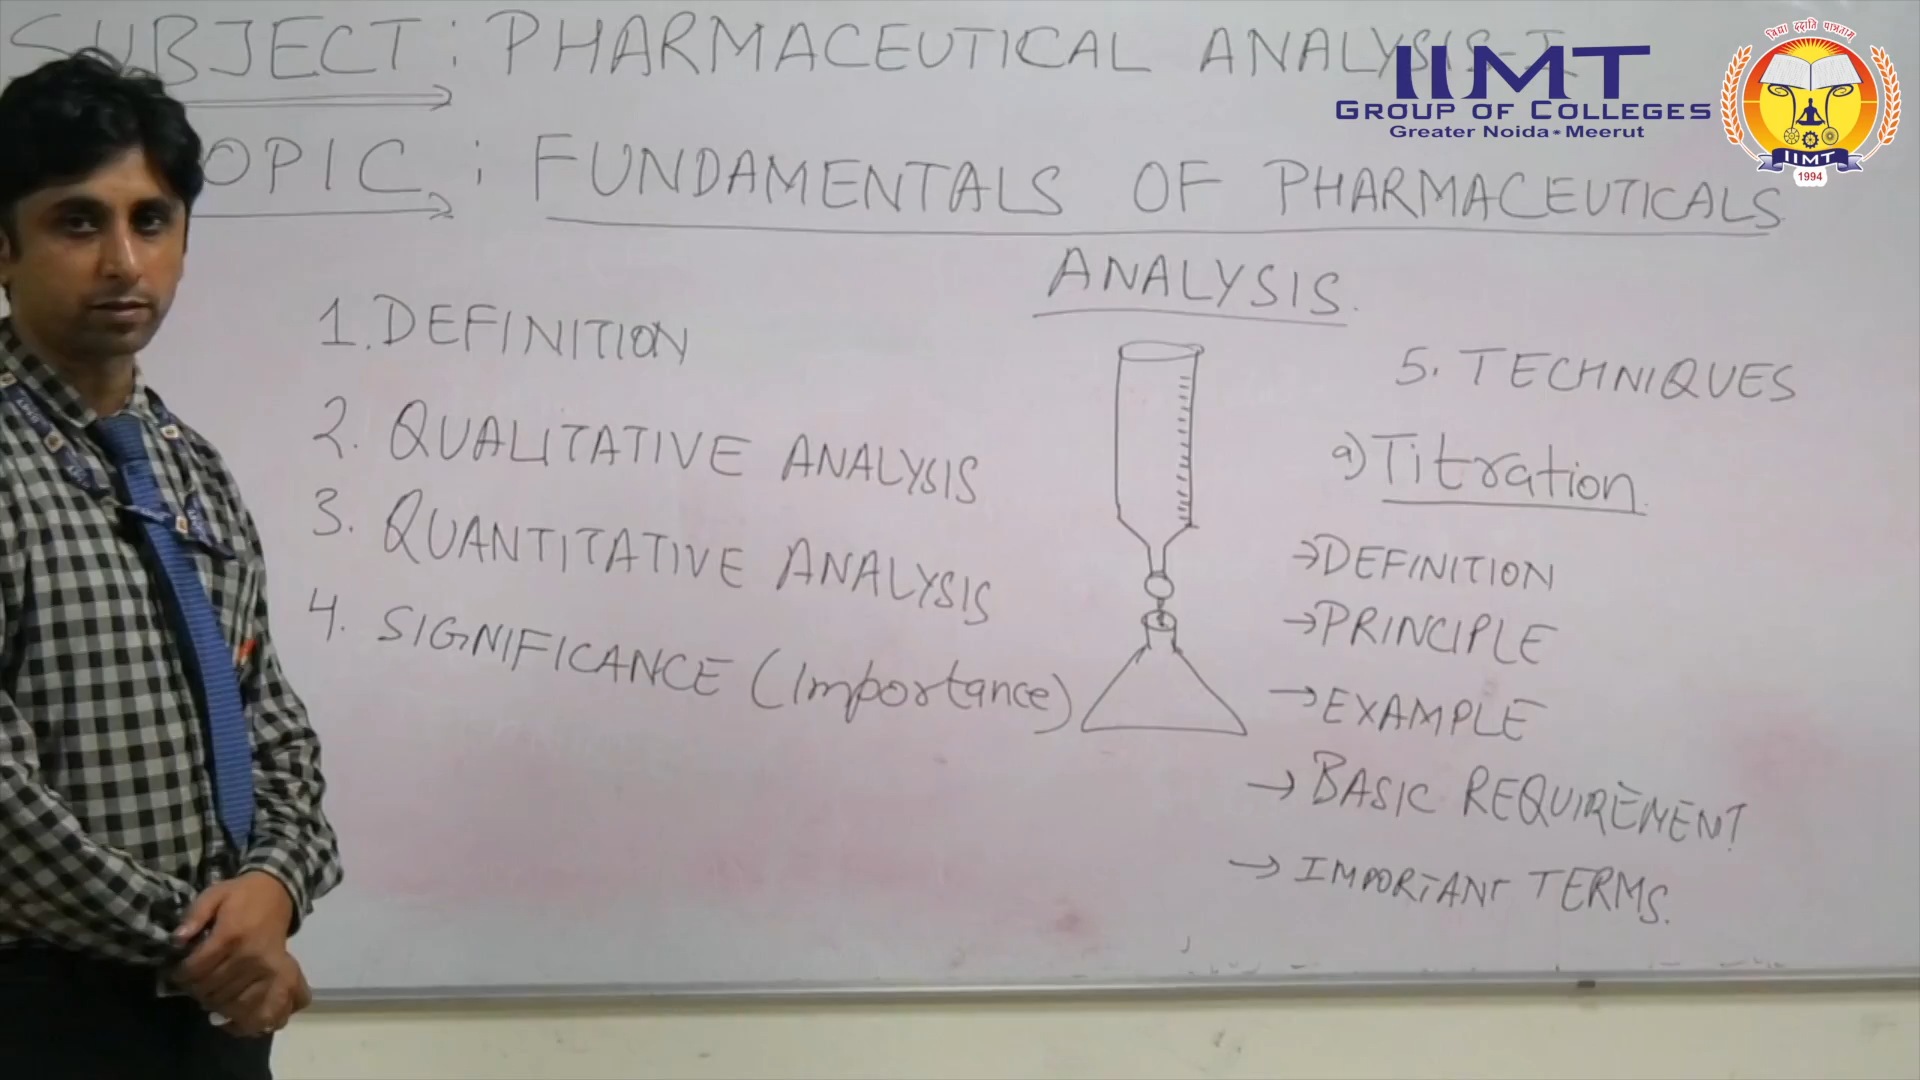 SUBJECT : PHARMACEUTICAL ANALYSIS-I
OPIC : FUNDAMENTALS OF PHARMACEUTICALS
ANALYSIS.
1. DEFINITION
2. QUALITATIVE ANALYSIS
3. QUANTITATIVE ANALYSIS
4. SIGNIFICANCE (Importance)
5. TECHNIQUES
a) Titration
→DEFINITION
→PRINCIPLE
→EXAMPLE
→ BASIC REQUIREMENT
→ IMPORTANT TERMS.
IIMT
GROUP OF COLLEGES
Greater Noida Meerut
विद्या ददाति पात्रताम्
IIMT
1994